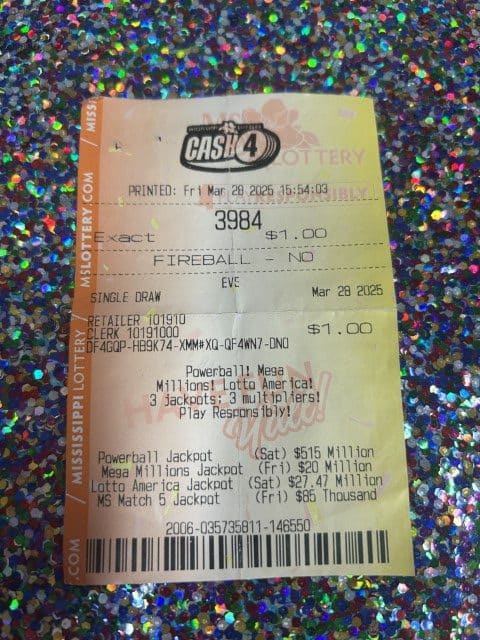 CASH 4
LOTTERY
PRINTED: Fri Mar 28 2025 15:54:03
3984
Exact $1.00
FIREBALL - NO
EVE
SINGLE DRAW Mar 28 2025
RETAILER 101910
CLERK 10191000 $1.00
DF4GQP-HB9K74-XMM#XQ-QF4WN7-DNO
Powerball! Mega
Millions! Lotto America!
3 jackpots; 3 multipliers!
Play Responsibly!
Powerball Jackpot (Sat) $515 Million
Mega Millions Jackpot (Fri) $20 Million
Lotto America Jackpot (Sat) $27.47 Million
MS Match 5 Jackpot (Fri) $85 Thousand
2006-035735811-146550
.COM / MISSISSIPPI LOTTERY / MSLOTTERY.COM / MISS